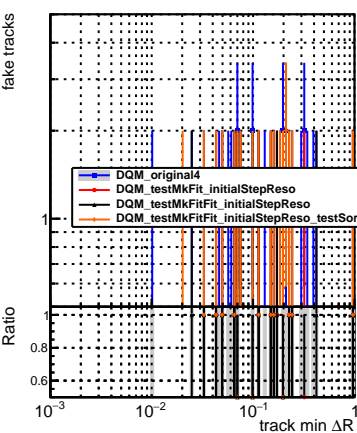 fake tracks
DQM_original4
DQM_testMkFit_initialStepReso
DQM_testMkFitFit_initialStepReso
DQM_testMkFitFit_initialStepReso_testSor
1
Ratio
1
0.8
0.6
10⁻³ 10⁻² 10⁻¹ 1
track min ΔR